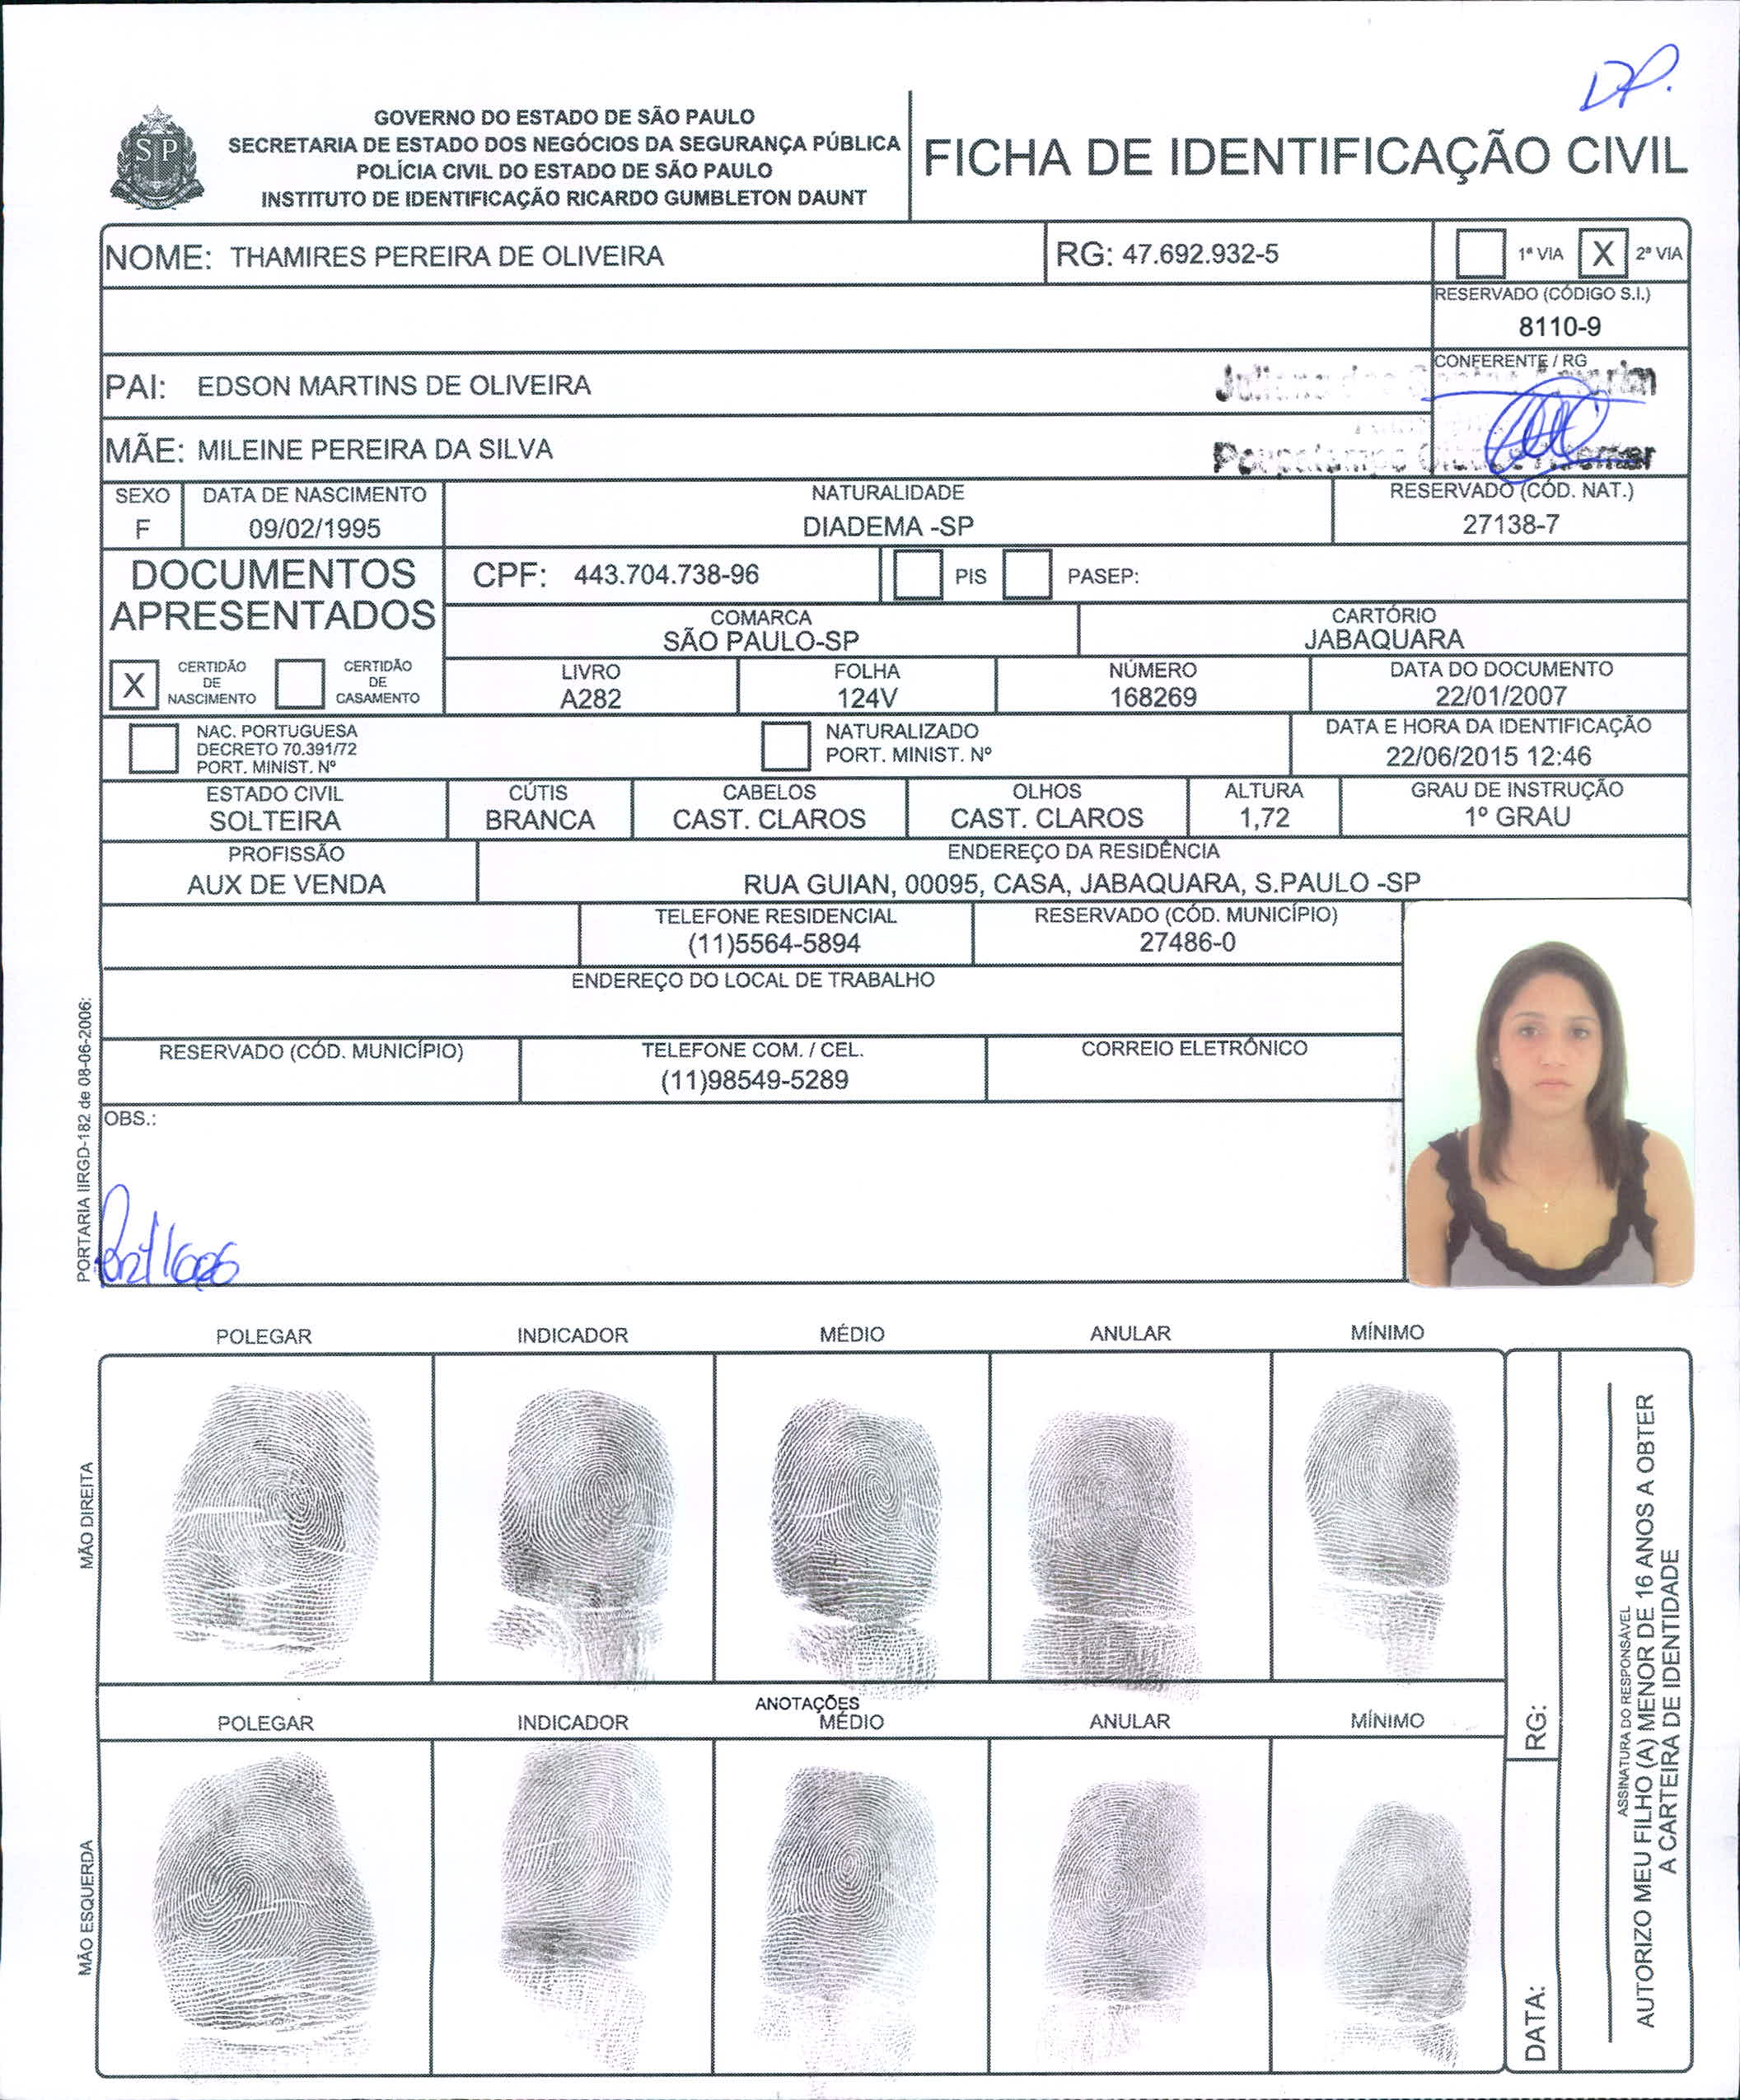 DP.
SP
GOVERNO DO ESTADO DE SÃO PAULO
SECRETARIA DE ESTADO DOS NEGÓCIOS DA SEGURANÇA PÚBLICA
POLÍCIA CIVIL DO ESTADO DE SÃO PAULO
INSTITUTO DE IDENTIFICAÇÃO RICARDO GUMBLETON DAUNT
FICHA DE IDENTIFICAÇÃO CIVIL
NOME: THAMIRES PEREIRA DE OLIVEIRA
RG: 47.692.932-5
1ª VIA X 2ª VIA
RESERVADO (CÓDIGO S.I.)
8110-9
PAI: EDSON MARTINS DE OLIVEIRA
CONFERENTE / RG
MÃE: MILEINE PEREIRA DA SILVA
SEXO
F
DATA DE NASCIMENTO
09/02/1995
NATURALIDADE
DIADEMA -SP
RESERVADO (CÓD. NAT.)
27138-7
DOCUMENTOS
APRESENTADOS
CPF: 443.704.738-96
PIS
PASEP:
COMARCA
SÃO PAULO-SP
CARTÓRIO
JABAQUARA
X CERTIDÃO
DE
NASCIMENTO
CERTIDÃO
DE
CASAMENTO
LIVRO
A282
FOLHA
124V
NÚMERO
168269
DATA DO DOCUMENTO
22/01/2007
NAC. PORTUGUESA
DECRETO 70.391/72
PORT. MINIST. Nº
NATURALIZADO
PORT. MINIST. Nº
DATA E HORA DA IDENTIFICAÇÃO
22/06/2015 12:46
ESTADO CIVIL
SOLTEIRA
CÚTIS
BRANCA
CABELOS
CAST. CLAROS
OLHOS
CAST. CLAROS
ALTURA
1,72
GRAU DE INSTRUÇÃO
1º GRAU
PROFISSÃO
AUX DE VENDA
ENDEREÇO DA RESIDÊNCIA
RUA GUIAN, 00095, CASA, JABAQUARA, S.PAULO -SP
TELEFONE RESIDENCIAL
(11)5564-5894
RESERVADO (CÓD. MUNICÍPIO)
27486-0
ENDEREÇO DO LOCAL DE TRABALHO
RESERVADO (CÓD. MUNICÍPIO)
TELEFONE COM. / CEL.
(11)98549-5289
CORREIO ELETRÔNICO
OBS.:
PORTARIA IIRGD-182 de 08-06-2006:
POLEGAR INDICADOR MÉDIO ANULAR MÍNIMO
MÃO DIREITA
ANOTAÇÕES
POLEGAR INDICADOR MÉDIO ANULAR MÍNIMO
MÃO ESQUERDA
RG:
DATA:
ASSINATURA DO RESPONSÁVEL
AUTORIZO MEU FILHO (A) MENOR DE 16 ANOS A OBTER
A CARTEIRA DE IDENTIDADE